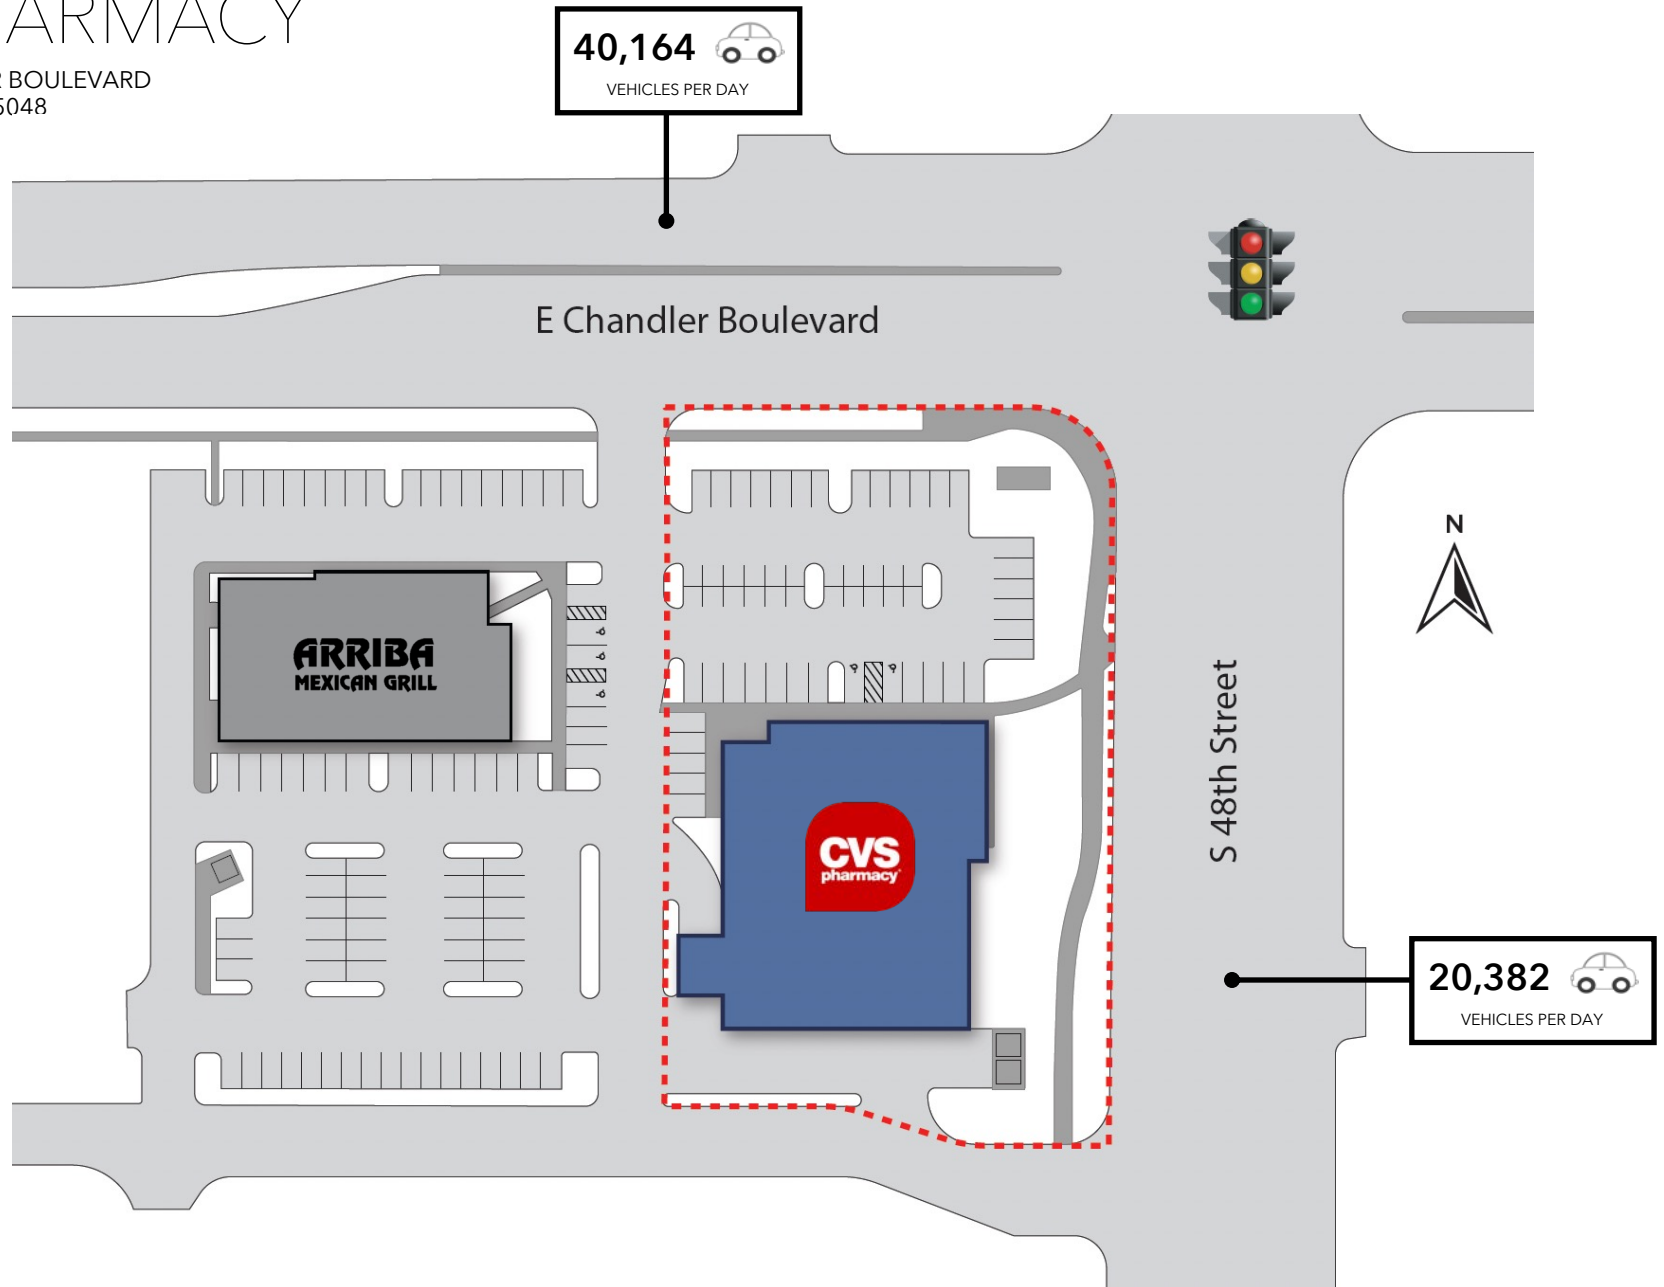 ARMACY
R BOULEVARD
5048
40,164
VEHICLES PER DAY
E Chandler Boulevard
N
ARRIBA
MEXICAN GRILL
S 48th Street
CVS
pharmacy
20,382
VEHICLES PER DAY